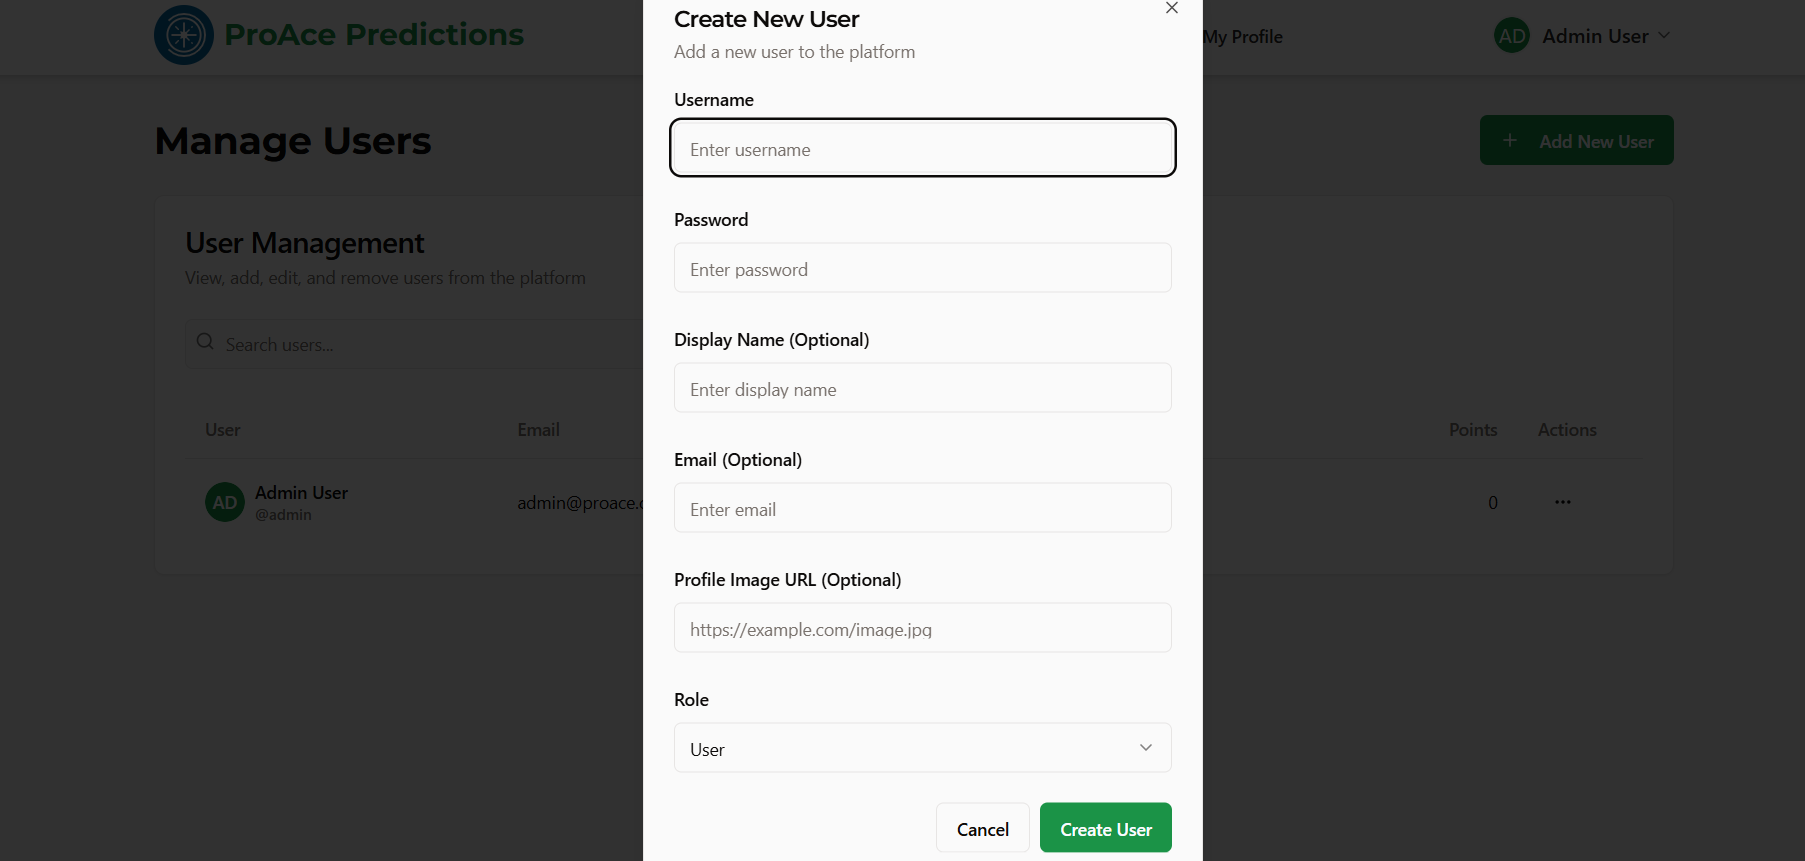 ProAce Predictions
My Profile
AD Admin User
Manage Users
+ Add New User
User Management
View, add, edit, and remove users from the platform
Search users...
User Email Points Actions
AD Admin User
@admin
admin@proace.
0
Create New User
Add a new user to the platform
Username
Enter username
Password
Enter password
Display Name (Optional)
Enter display name
Email (Optional)
Enter email
Profile Image URL (Optional)
https://example.com/image.jpg
Role
User
Cancel
Create User